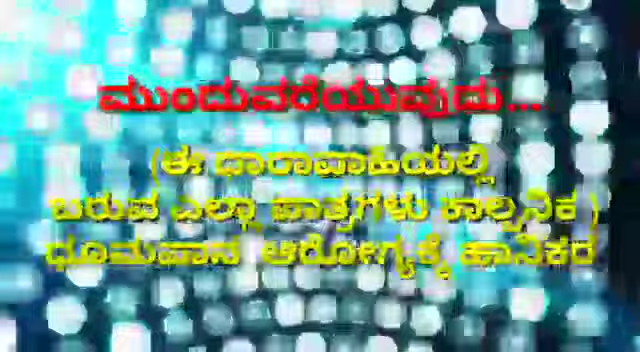 ಮುಂದುವರೆಯುವುದು...
(ಈ ಧಾರಾವಾಹಿಯಲ್ಲಿ
ಬರುವ ಎಲ್ಲಾ ಪಾತ್ರಗಳು ಕಾಲ್ಪನಿಕ )
ಧೂಮಪಾನ ಆರೋಗ್ಯಕ್ಕೆ ಹಾನಿಕರ